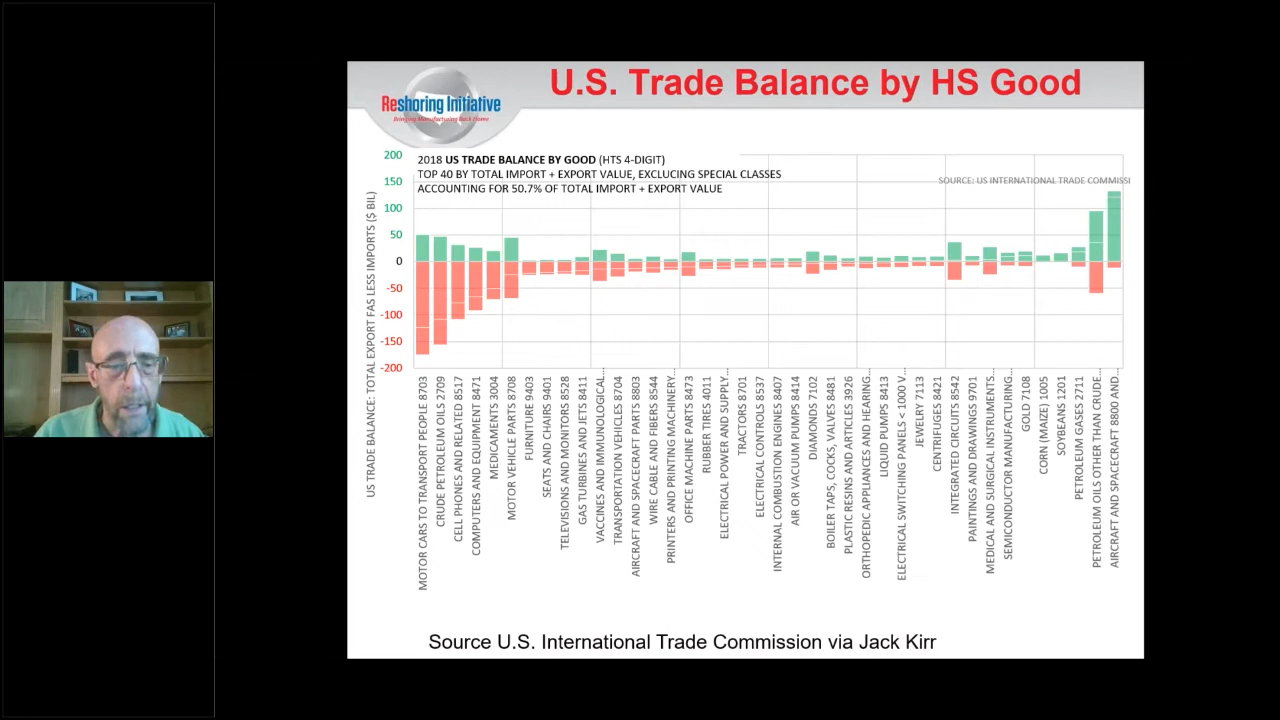 U.S. Trade Balance by HS Good
Reshoring Initiative
Bringing Manufacturing Back Home
2018 US TRADE BALANCE BY GOOD (HTS 4-DIGIT)
TOP 40 BY TOTAL IMPORT + EXPORT VALUE, EXCLUDING SPECIAL CLASSES
ACCOUNTING FOR 50.7% OF TOTAL IMPORT + EXPORT VALUE
SOURCE: US INTERNATIONAL TRADE COMMISSI
US TRADE BALANCE: TOTAL EXPORT FAS LESS IMPORTS ($ BIL)
200
150
100
50
0
-50
-100
-150
-200
MOTOR CARS TO TRANSPORT PEOPLE 8703
CRUDE PETROLEUM OILS 2709
CELL PHONES AND RELATED 8517
COMPUTERS AND EQUIPMENT 8471
MEDICAMENTS 3004
MOTOR VEHICLE PARTS 8708
FURNITURE 9403
SEATS AND CHAIRS 9401
TELEVISIONS AND MONITORS 8528
GAS TURBINES AND JETS 8411
VACCINES AND IMMUNOLOGICAL…
TRANSPORTATION VEHICLES 8704
AIRCRAFT AND SPACECRAFT PARTS 8803
WIRE CABLE AND FIBERS 8544
PRINTERS AND PRINTING MACHINERY…
OFFICE MACHINE PARTS 8473
RUBBER TIRES 4011
ELECTRICAL POWER AND SUPPLY…
TRACTORS 8701
ELECTRICAL CONTROLS 8537
INTERNAL COMBUSTION ENGINES 8407
AIR OR VACUUM PUMPS 8414
DIAMONDS 7102
BOILER TAPS, COCKS, VALVES 8481
PLASTIC RESINS AND ARTICLES 3926
ORTHOPEDIC APPLIANCES AND HEARING…
LIQUID PUMPS 8413
ELECTRICAL SWITCHING PANELS < 1000 V…
JEWELRY 7113
CENTRIFUGES 8421
INTEGRATED CIRCUITS 8542
PAINTINGS AND DRAWINGS 9701
MEDICAL AND SURGICAL INSTRUMENTS…
SEMICONDUCTOR MANUFACTURING…
GOLD 7108
CORN (MAIZE) 1005
SOYBEANS 1201
PETROLEUM GASES 2711
PETROLEUM OILS OTHER THAN CRUDE…
AIRCRAFT AND SPACECRAFT 8800 AND…
Source U.S. International Trade Commission via Jack Kirr